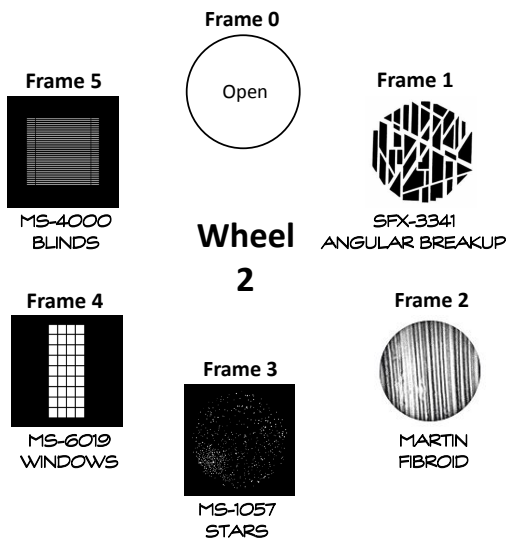 Frame 0
Open
Frame 5
MS-4000
BLINDS
Frame 1
SFX-3341
ANGULAR BREAKUP
Wheel
2
Frame 4
MS-6019
WINDOWS
Frame 3
MS-1057
STARS
Frame 2
MARTIN
FIBROID